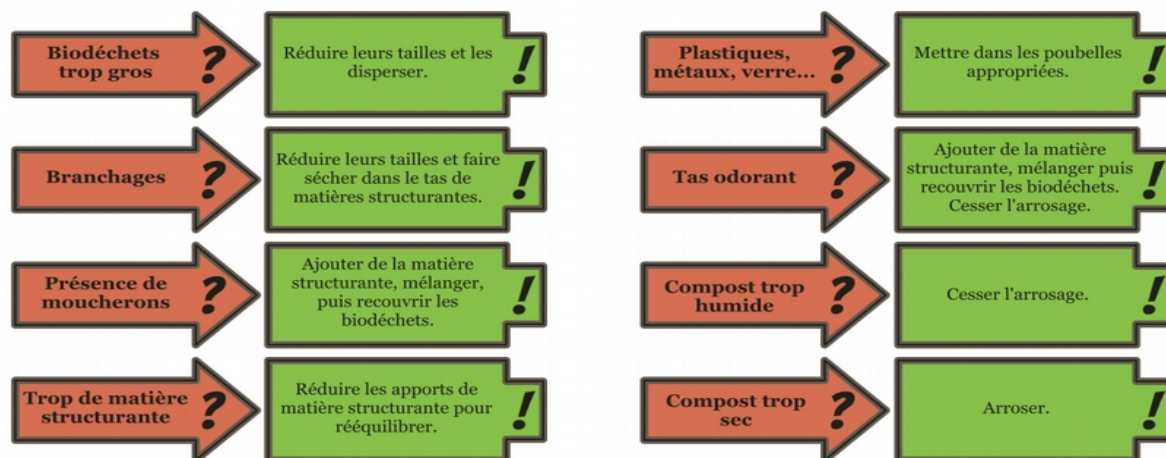 Biodéchets
trop gros
?
Réduire leurs tailles et les
disperser.
!
Branchages
?
Réduire leurs tailles et faire
sécher dans le tas de
matières structurantes.
!
Présence de
moucherons
?
Ajouter de la matière
structurante, mélanger,
puis recouvrir les
biodéchets.
!
Trop de matière
structurante
?
Réduire les apports de
matière structurante pour
rééquilibrer.
!
Plastiques,
métaux, verre...
?
Mettre dans les poubelles
appropriées.
!
Tas odorant
?
Ajouter de la matière
structurante, mélanger puis
recouvrir les biodéchets.
Cesser l'arrosage.
!
Compost trop
humide
?
Cesser l'arrosage.
!
Compost trop
sec
?
Arroser.
!